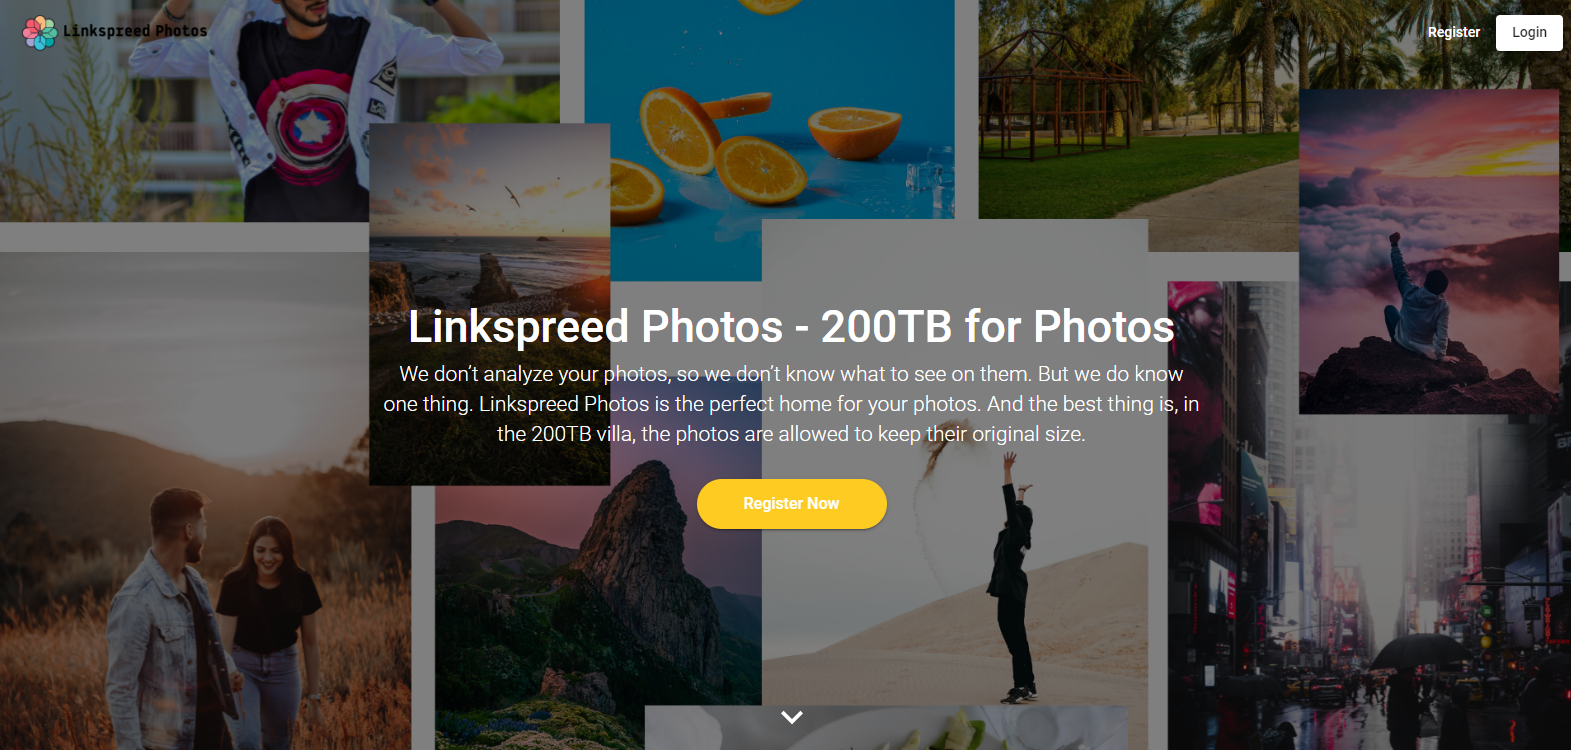 Linkspreed Photos
Register
Login
Linkspreed Photos - 200TB for Photos
We don’t analyze your photos, so we don’t know what to see on them. But we do know
one thing. Linkspreed Photos is the perfect home for your photos. And the best thing is, in
the 200TB villa, the photos are allowed to keep their original size.
Register Now